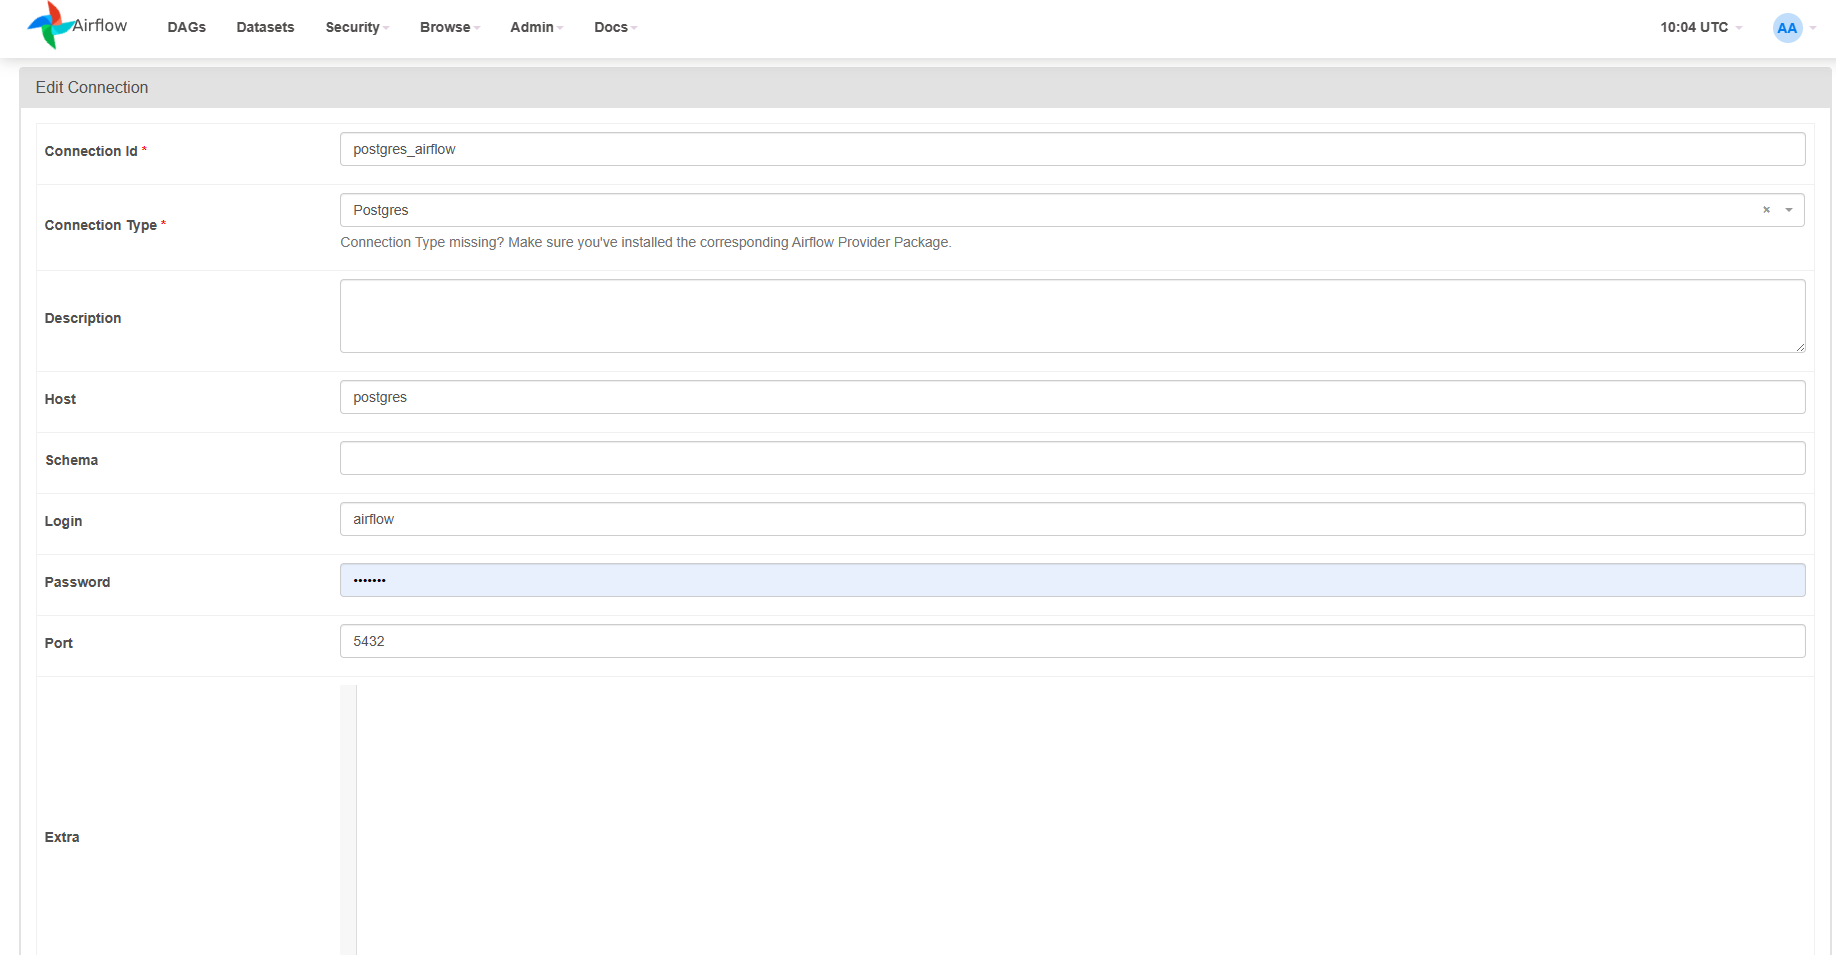 Airflow DAGs Datasets Security Browse Admin Docs 10:04 UTC AA
Edit Connection
Connection Id * postgres_airflow
Connection Type * Postgres × 
Connection Type missing? Make sure you've installed the corresponding Airflow Provider Package.
Description
Host postgres
Schema
Login airflow
Password •••••••
Port 5432
Extra